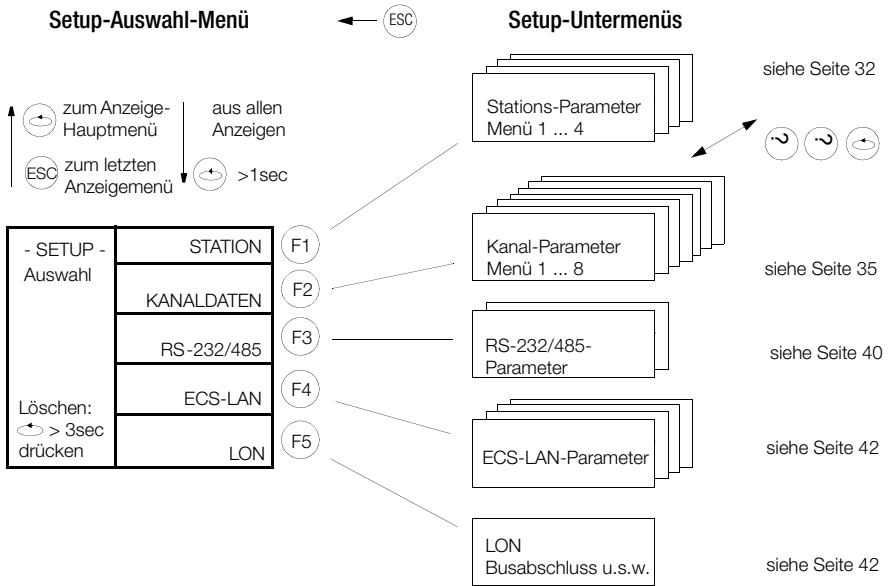 Setup-Auswahl-Menü
ESC
Setup-Untermenüs
zum Anzeige-
Hauptmenü
ESC
zum letzten
Anzeigemenü
aus allen
Anzeigen
>1sec
- SETUP -
Auswahl
Löschen:
> 3sec
drücken
STATION
F1
KANALDATEN
F2
RS-232/485
F3
ECS-LAN
F4
LON
F5
Stations-Parameter
Menü 1 ... 4
siehe Seite 32
? ?
Kanal-Parameter
Menü 1 ... 8
siehe Seite 35
RS-232/485-
Parameter
siehe Seite 40
ECS-LAN-Parameter
siehe Seite 42
LON
Busabschluss u.s.w.
siehe Seite 42